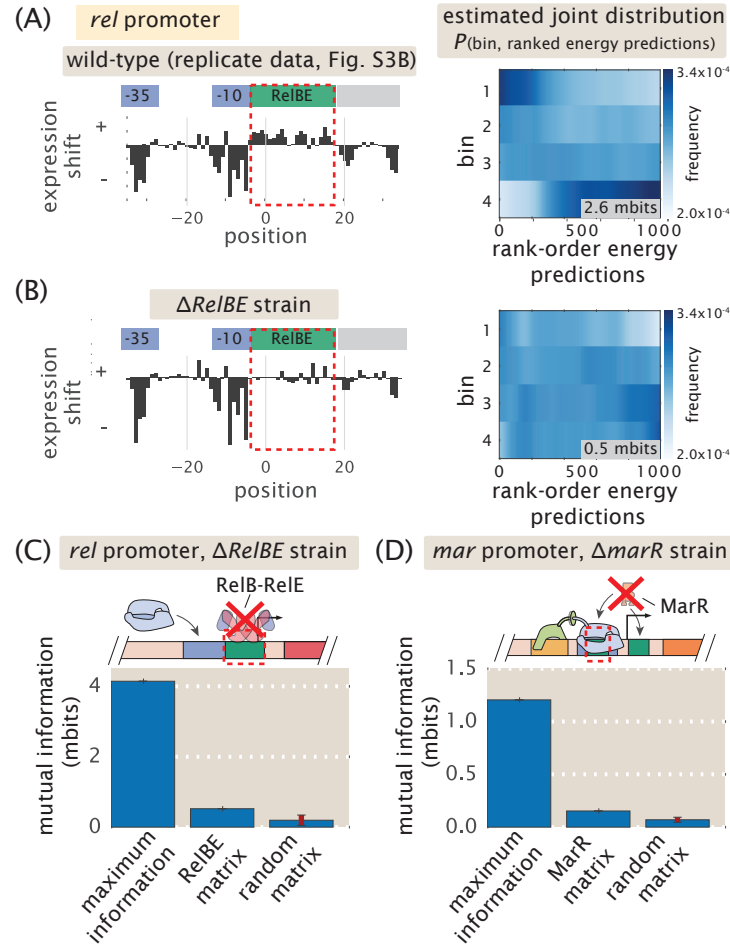 (A)
rel promoter
wild-type (replicate data, Fig. S3B)
-35
-10
RelBE
+
-
expression
shift
−20
0
20
position
estimated joint distribution
P(bin, ranked energy predictions)
1
2
3
4
bin
2.6 mbits
0
200
600
1000
rank-order energy
predictions
3.4x10⁻⁴
frequency
2.0x10⁻⁴
(B)
ΔRelBE strain
-35
-10
RelBE
+
-
expression
shift
−20
0
20
position
1
2
3
4
bin
0.5 mbits
0
200
600
1000
rank-order energy
predictions
3.4x10⁻⁴
frequency
2.0x10⁻⁴
(C)
rel promoter, ΔRelBE strain
RelB-RelE
mutual information
(mbits)
4
2
0
maximum
information
RelBE
matrix
random
matrix
(D)
mar promoter, ΔmarR strain
MarR
mutual information
(mbits)
1.5
1.0
0.5
0.0
maximum
information
MarR
matrix
random
matrix